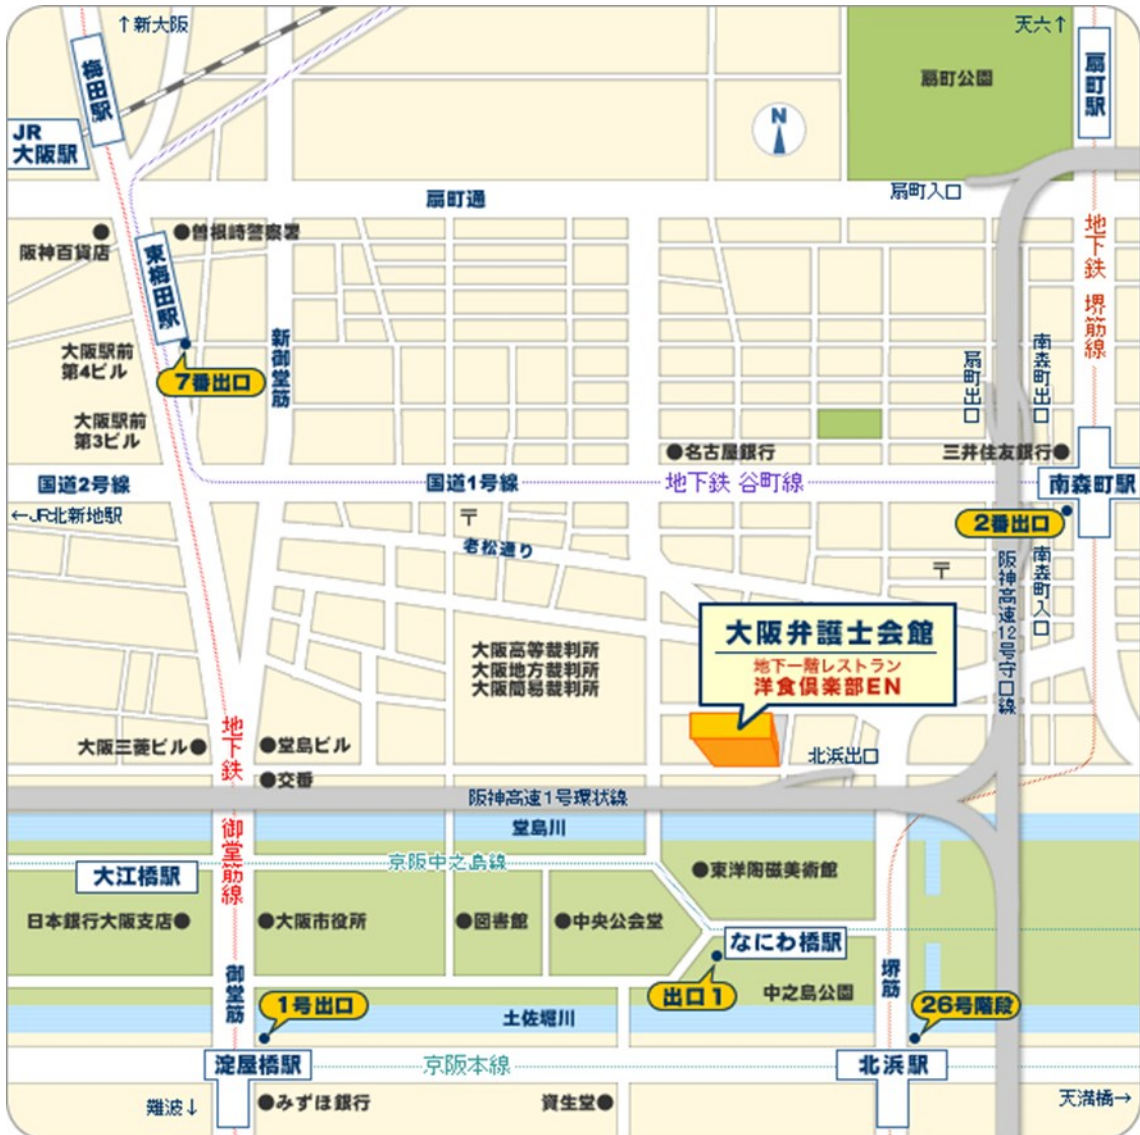 ↑新大阪
天六↑
梅田駅
扇町公園
扇町駅
N
JR
大阪駅
扇町入口
扇町通
阪神百貨店
●曽根崎警察署
東梅田駅
地下鉄 堺筋線
新御堂筋
大阪駅前
第4ビル
7番出口
扇町出口
南森町出口
大阪駅前
第3ビル
●名古屋銀行
三井住友銀行●
国道2号線
国道1号線
地下鉄 谷町線
南森町駅
←JR北新地駅
〒
2番出口
老松通り
〒
阪神高速12号守口線
南森町入口
大阪弁護士会館
地下一階レストラン
洋食倶楽部EN
大阪高等裁判所
大阪地方裁判所
大阪簡易裁判所
地下鉄 御堂筋線
大阪三菱ビル●
●堂島ビル
北浜出口
●交番
阪神高速1号環状線
堂島川
京阪中之島線
大江橋駅
●東洋陶磁美術館
日本銀行大阪支店●
●大阪市役所
●図書館
●中央公会堂
なにわ橋駅
御堂筋
堺筋
1号出口
出口1
中之島公園
26号階段
土佐堀川
淀屋橋駅
京阪本線
北浜駅
難波↓
●みずほ銀行
資生堂●
天満橋→